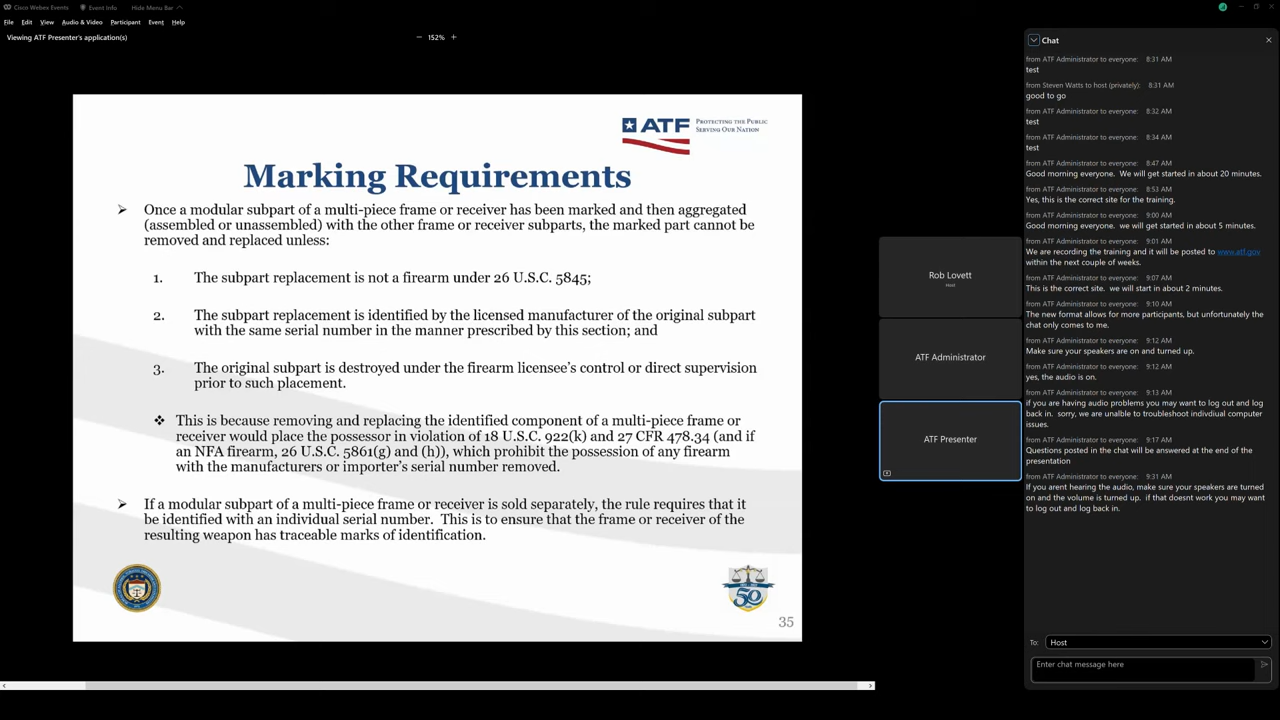 Cisco Webex Events
Event Info
Hide Menu Bar
File Edit View Audio & Video Participant Event Help
Viewing ATF Presenter's application(s)
152%
ATF
PROTECTING THE PUBLIC
SERVING OUR NATION
Marking Requirements
Once a modular subpart of a multi-piece frame or receiver has been marked and then aggregated
(assembled or unassembled) with the other frame or receiver subparts, the marked part cannot be
removed and replaced unless:
1. The subpart replacement is not a firearm under 26 U.S.C. 5845;
2. The subpart replacement is identified by the licensed manufacturer of the original subpart
with the same serial number in the manner prescribed by this section; and
3. The original subpart is destroyed under the firearm licensee's control or direct supervision
prior to such placement.
This is because removing and replacing the identified component of a multi-piece frame or
receiver would place the possessor in violation of 18 U.S.C. 922(k) and 27 CFR 478.34 (and if
an NFA firearm, 26 U.S.C. 5861(g) and (h)), which prohibit the possession of any firearm
with the manufacturers or importer's serial number removed.
If a modular subpart of a multi-piece frame or receiver is sold separately, the rule requires that it
be identified with an individual serial number. This is to ensure that the frame or receiver of the
resulting weapon has traceable marks of identification.
50
35
Rob Lovett
Host
ATF Administrator
ATF Presenter
Chat
from ATF Administrator to everyone: 8:31 AM
test
from Steven Watts to host (privately): 8:31 AM
good to go
from ATF Administrator to everyone: 8:32 AM
test
from ATF Administrator to everyone: 8:34 AM
test
from ATF Administrator to everyone: 8:47 AM
Good morning everyone. We will get started in about 20 minutes.
from ATF Administrator to everyone: 8:53 AM
Yes, this is the correct site for the training.
from ATF Administrator to everyone: 9:00 AM
Good morning everyone. we will get started in about 5 minutes.
from ATF Administrator to everyone: 9:01 AM
We are recording the training and it will be posted to www.atf.gov
within the next couple of weeks.
from ATF Administrator to everyone: 9:07 AM
This is the correct site. we will start in about 2 minutes.
from ATF Administrator to everyone: 9:10 AM
The new format allows for more participants, but unfortunately the
chat only comes to me.
from ATF Administrator to everyone: 9:12 AM
Make sure your speakers are on and turned up.
from ATF Administrator to everyone: 9:12 AM
yes, the audio is on.
from ATF Administrator to everyone: 9:13 AM
if you are having audio problems you may want to log out and log
back in. sorry, we are unable to troubleshoot indivdiual computer
issues.
from ATF Administrator to everyone: 9:17 AM
Questions posted in the chat will be answered at the end of the
presentation
from ATF Administrator to everyone: 9:31 AM
If you arent hearing the audio, make sure your speakers are turned
on and the volume is turned up. if that doesnt work you may want
to log out and log back in.
To: Host
Enter chat message here